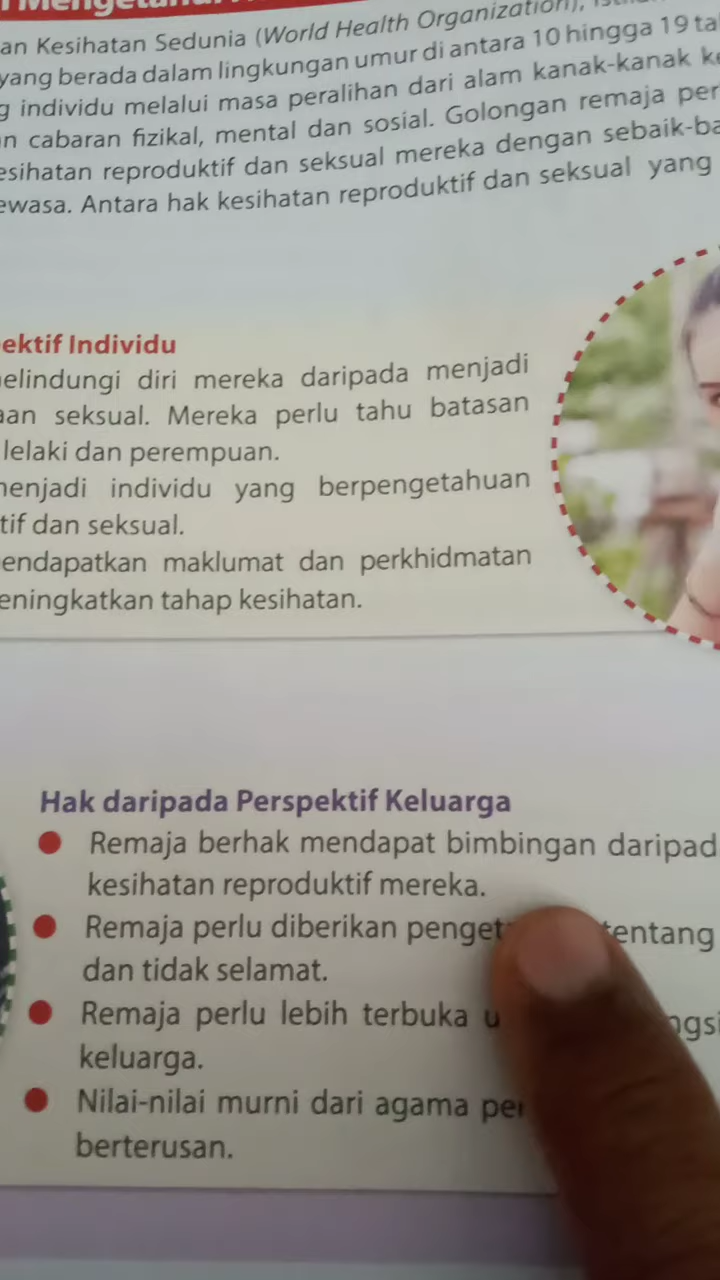 an Kesihatan Sedunia (World Health Organization),
yang berada dalam lingkungan umur di antara 10 hingga 19 ta
g individu melalui masa peralihan dari alam kanak-kanak ke
n cabaran fizikal, mental dan sosial. Golongan remaja per
esihatan reproduktif dan seksual mereka dengan sebaik-ba
ewasa. Antara hak kesihatan reproduktif dan seksual yang
ektif Individu
elindungi diri mereka daripada menjadi
aan seksual. Mereka perlu tahu batasan
lelaki dan perempuan.
enjadi individu yang berpengetahuan
tif dan seksual.
endapatkan maklumat dan perkhidmatan
eningkatkan tahap kesihatan.
Hak daripada Perspektif Keluarga
● Remaja berhak mendapat bimbingan daripad
kesihatan reproduktif mereka.
● Remaja perlu diberikan penget tentang
dan tidak selamat.
● Remaja perlu lebih terbuka u ngsi
keluarga.
● Nilai-nilai murni dari agama per
berterusan.